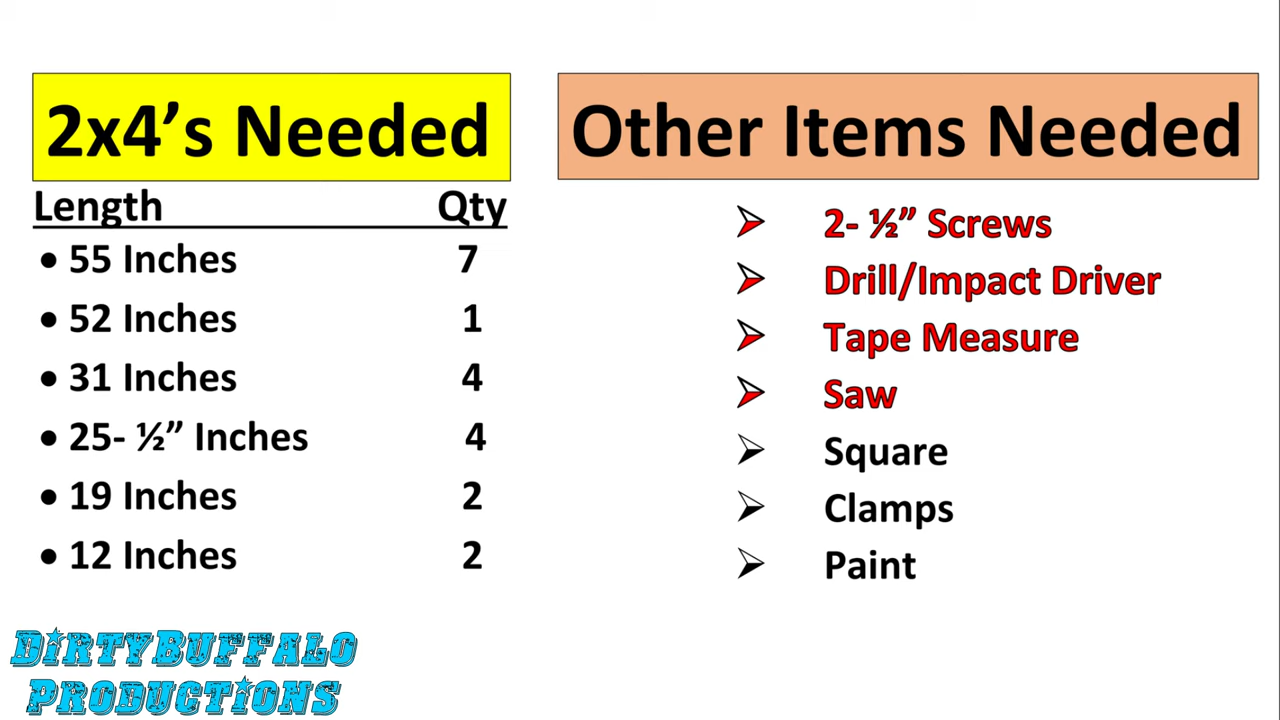 2x4’s Needed
Length Qty
• 55 Inches 7
• 52 Inches 1
• 31 Inches 4
• 25- ½” Inches 4
• 19 Inches 2
• 12 Inches 2
Other Items Needed
2- ½” Screws
Drill/Impact Driver
Tape Measure
Saw
Square
Clamps
Paint
DiRTYBUFFALO
PRODUCTiONS